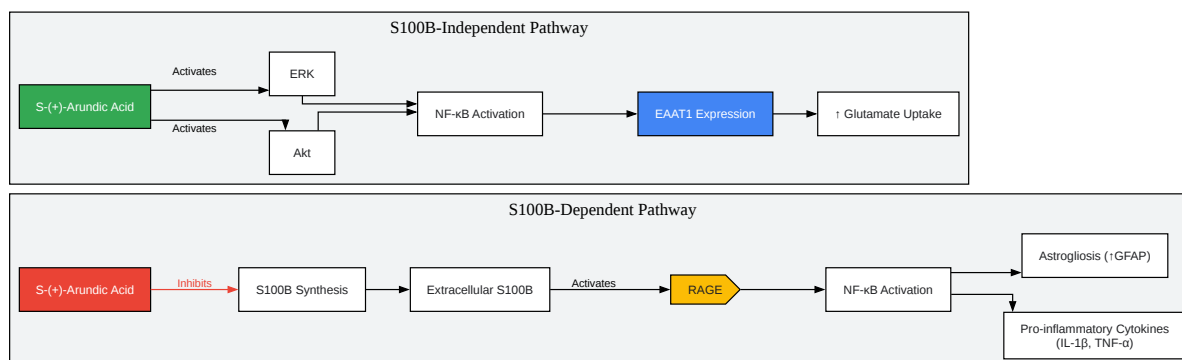 S100B-Independent Pathway
Activates
ERK
S-(+)-Arundic Acid
NF-κB Activation
EAAT1 Expression
↑ Glutamate Uptake
Activates
Akt
S100B-Dependent Pathway
Astrogliosis (↑GFAP)
S-(+)-Arundic Acid
Inhibits
S100B Synthesis
Extracellular S100B
Activates
RAGE
NF-κB Activation
Pro-inflammatory Cytokines
(IL-1β, TNF-α)